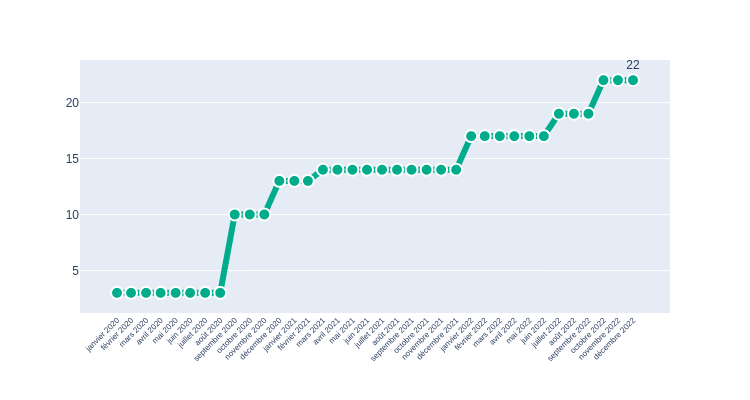 22
20
15
10
5
janvier 2020
février 2020
mars 2020
avril 2020
mai 2020
juin 2020
juillet 2020
août 2020
septembre 2020
octobre 2020
novembre 2020
décembre 2020
janvier 2021
février 2021
mars 2021
avril 2021
mai 2021
juin 2021
juillet 2021
août 2021
septembre 2021
octobre 2021
novembre 2021
décembre 2021
janvier 2022
février 2022
mars 2022
avril 2022
mai 2022
juin 2022
juillet 2022
août 2022
septembre 2022
octobre 2022
novembre 2022
décembre 2022